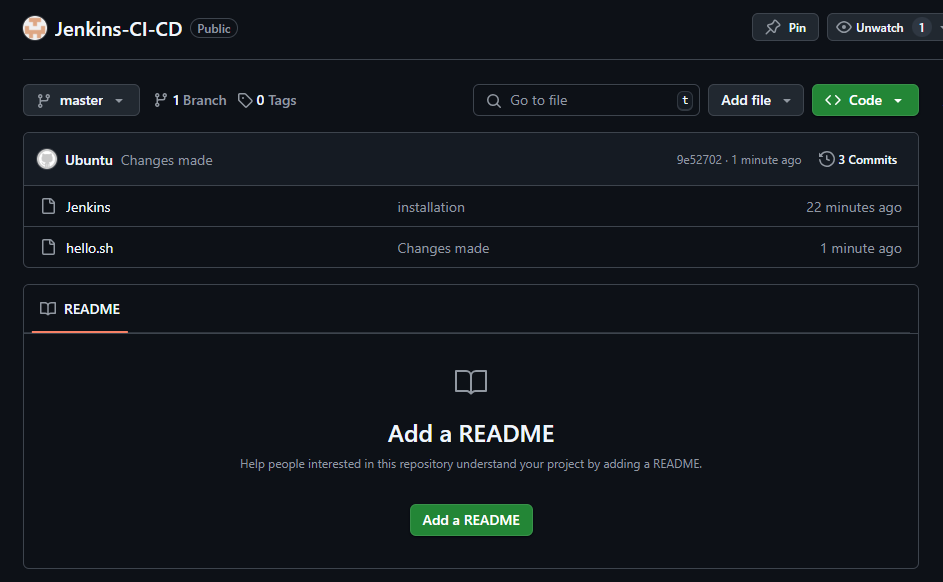 Jenkins-CI-CD Public Pin Unwatch 1
master 1 Branch 0 Tags Go to file t Add file <> Code
Ubuntu Changes made 9e52702 · 1 minute ago 3 Commits
Jenkins installation 22 minutes ago
hello.sh Changes made 1 minute ago
README
Add a README
Help people interested in this repository understand your project by adding a README.
Add a README